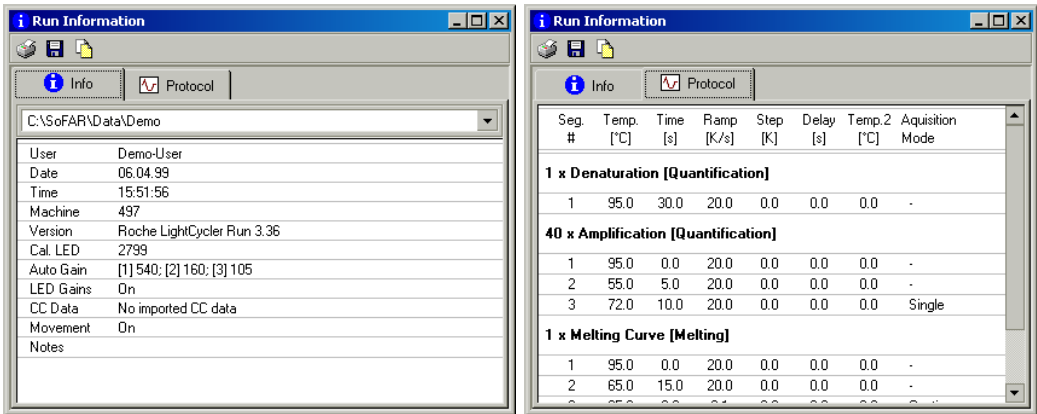 Run Information
Info Protocol
C:\SoFAR\Data\Demo
User Demo-User
Date 06.04.99
Time 15:51:56
Machine 497
Version Roche LightCycler Run 3.36
Cal. LED 2799
Auto Gain [1] 540; [2] 160; [3] 105
LED Gains On
CC Data No imported CC data
Movement On
Notes
Run Information
Info Protocol
Seg. Temp. Time Ramp Step Delay Temp.2 Aquisition
# [°C] [s] [K/s] [K] [s] [°C] Mode
1 x Denaturation [Quantification]
1 95.0 30.0 20.0 0.0 0.0 0.0 -
40 x Amplification [Quantification]
1 95.0 0.0 20.0 0.0 0.0 0.0 -
2 55.0 5.0 20.0 0.0 0.0 0.0 -
3 72.0 10.0 20.0 0.0 0.0 0.0 Single
1 x Melting Curve [Melting]
1 95.0 0.0 20.0 0.0 0.0 0.0 -
2 65.0 15.0 20.0 0.0 0.0 0.0 -